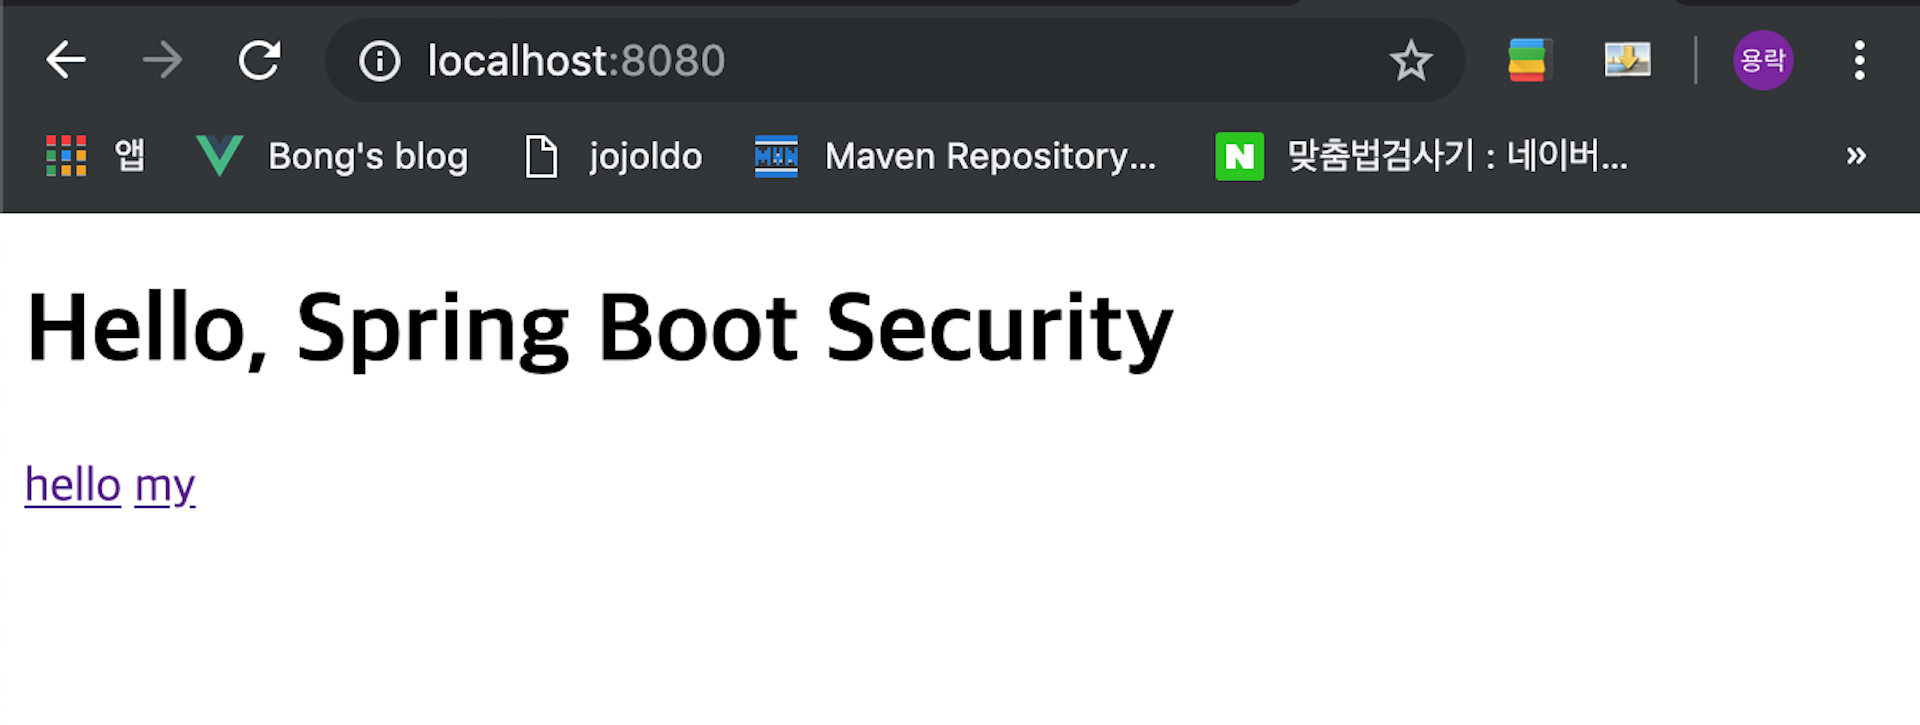 localhost:8080 용락
앱 Bong's blog jojoldo MVN Maven Repository... N 맞춤법검사기 : 네이버...
Hello, Spring Boot Security
hello my